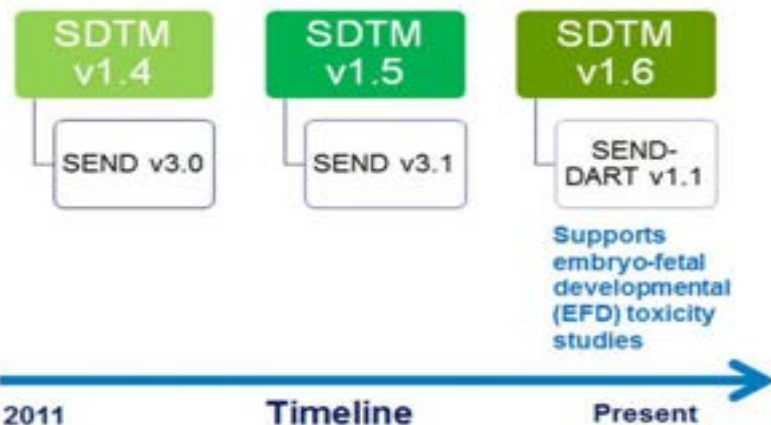 SDTM
v1.4
SDTM
v1.5
SDTM
v1.6
SEND v3.0
SEND v3.1
SEND-
DART v1.1
Supports
embryo-fetal
developmental
(EFD) toxicity
studies
2011
Timeline
Present